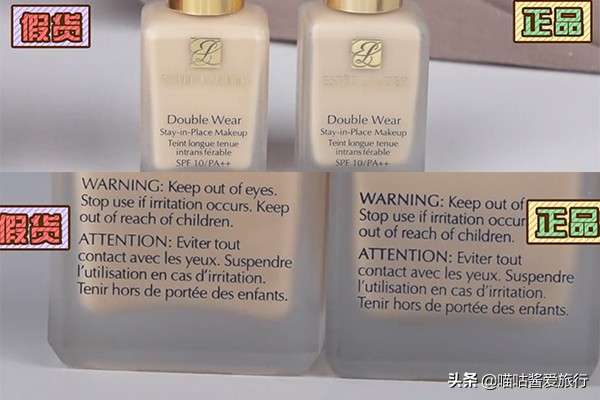 假货
正品
ESTĒE LAUDER
Double Wear
Stay-in-Place Makeup
Teint longue tenue
intransférable
SPF 10/PA++
ESTĒE LAUDER
Double Wear
Stay-in-Place Makeup
Teint longue tenue
intransférable
SPF 10/PA++
假货
WARNING: Keep out of eyes.
Stop use if irritation occurs. Keep
out of reach of children.
ATTENTION: Eviter tout
contact avec les yeux. Suspendre
l'utilisation en cas d'irritation.
Tenir hors de portée des enfants.
正品
WARNING: Keep out of
Stop use if irritation occur
out of reach of children.
ATTENTION: Eviter tout
contact avec les yeux. Suspendre
l'utilisation en cas d'irritation.
Tenir hors de portée des enfants.
头条 @喵咕酱爱旅行